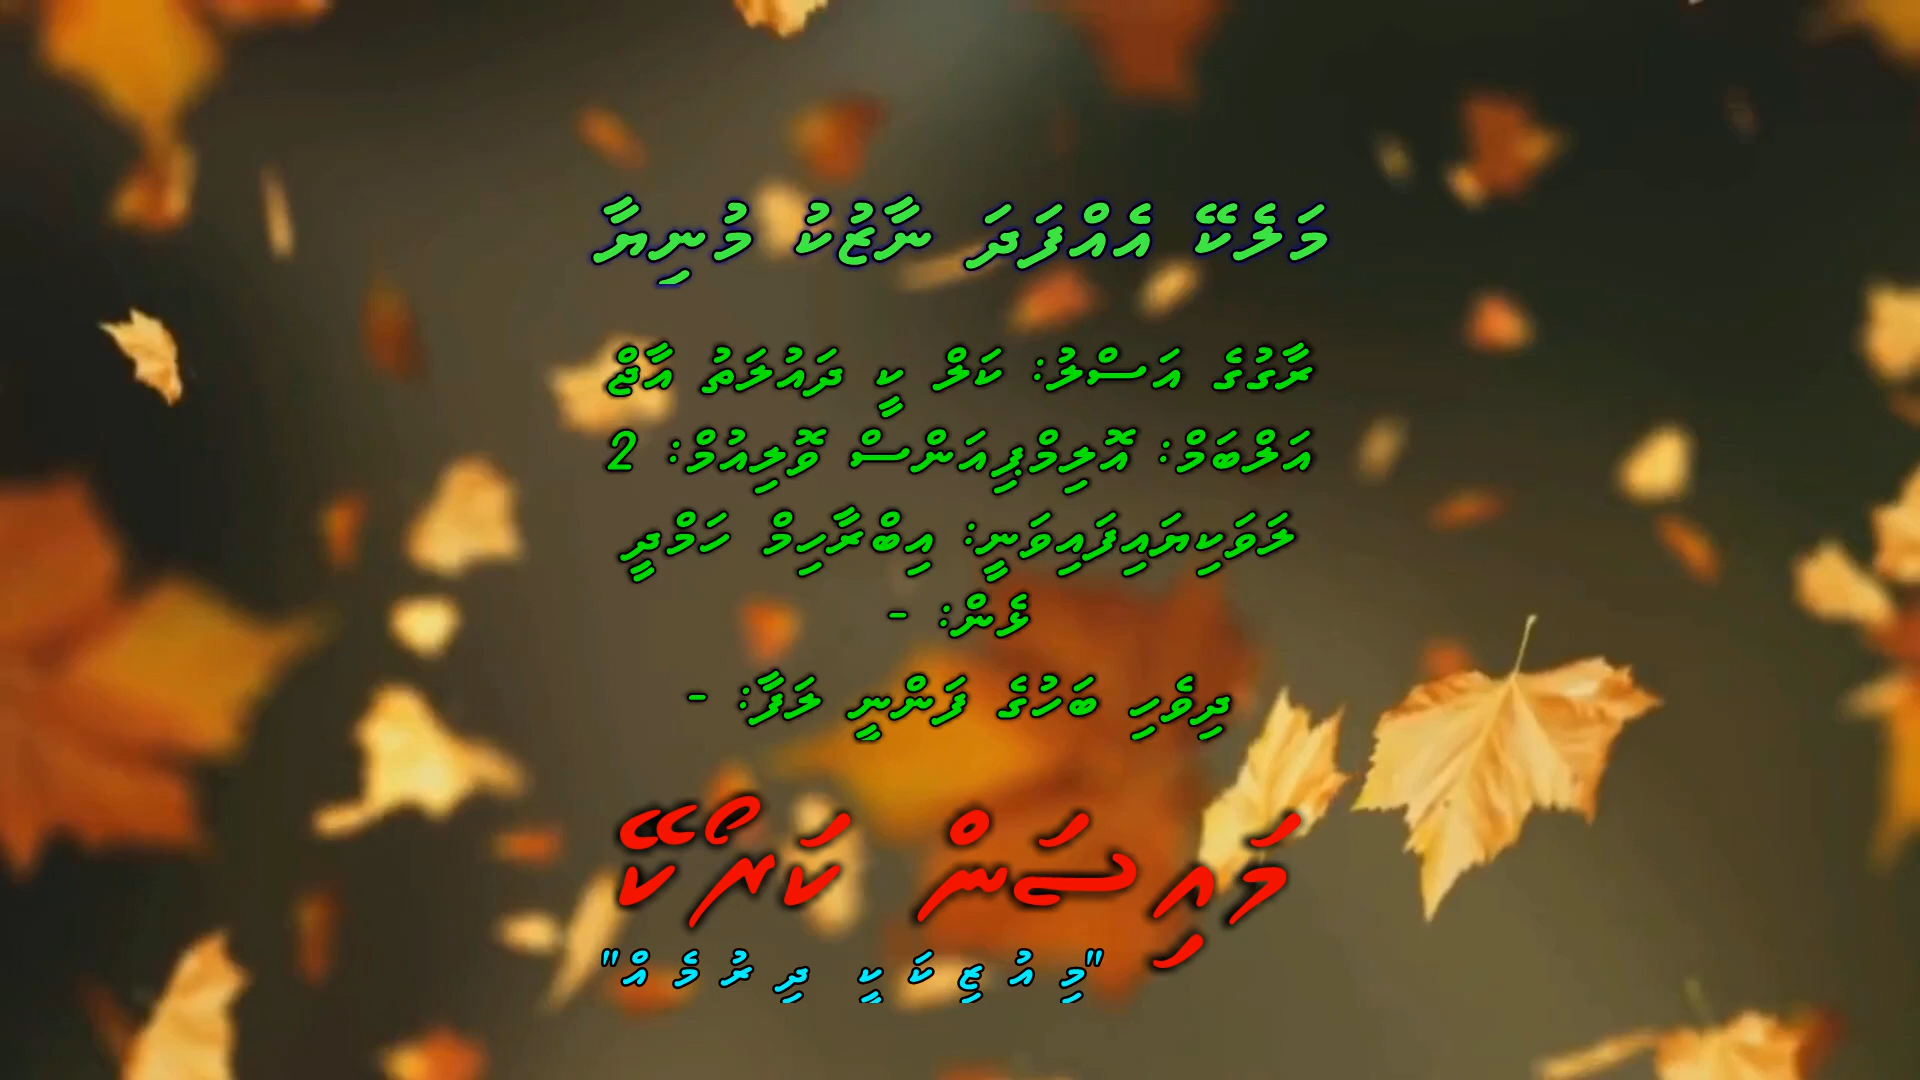 މަލެކޭ އެއްފަދަ ނާޒުކު މުނިޔާ
ރާގުގެ އަސްލު: ކަލް ކީ ދައުލަތު އާޖް
އަލްބަމް: އޮލިމްޕިއަންސް ވޮލިއުމް: 2
ލަވަކިޔައިފައިވަނީ: އިބްރާހިމް ހަމްދީ
ޅެން: -
ދިވެހި ބަހުގެ ފަންނީ ލަފާ: -
މައިސަން ކަރޯކޭ
"މި އު ޒި ކަ ކީ ދި ރު މެ އް"